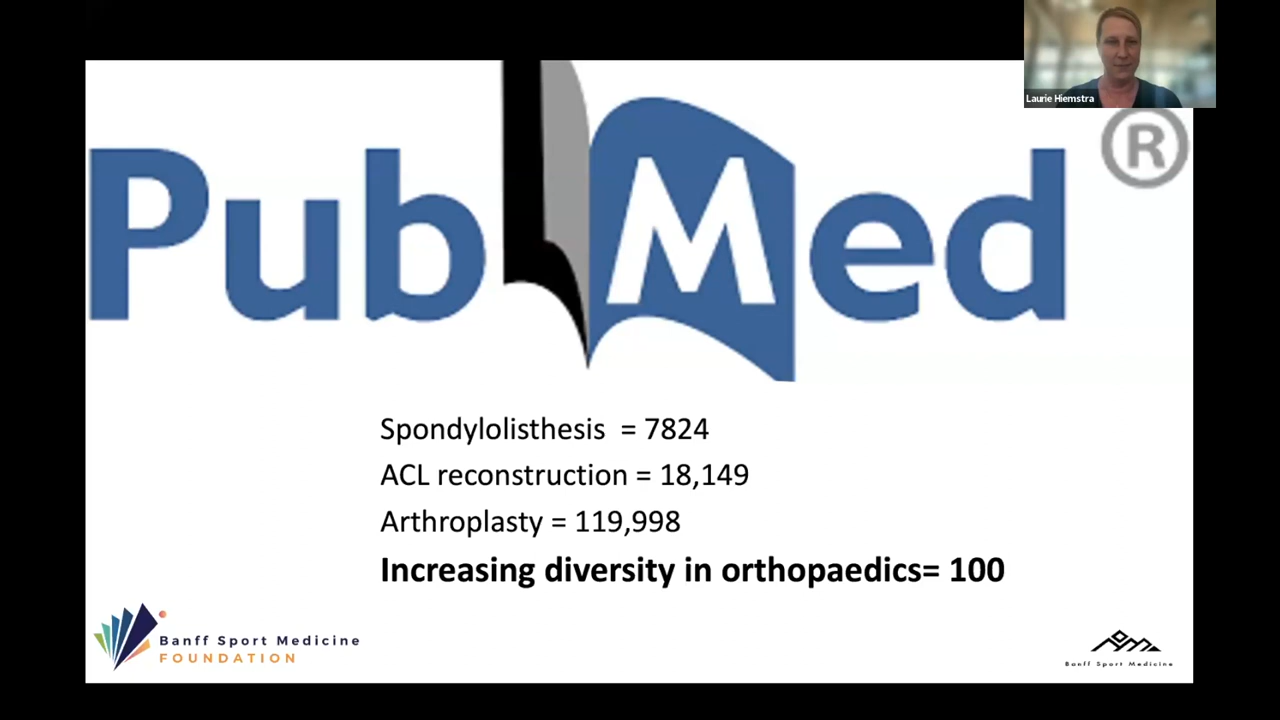 Laurie Hiemstra
PubMed®
Spondylolisthesis = 7824
ACL reconstruction = 18,149
Arthroplasty = 119,998
Increasing diversity in orthopaedics= 100
Banff Sport Medicine
FOUNDATION
Banff Sport Medicine